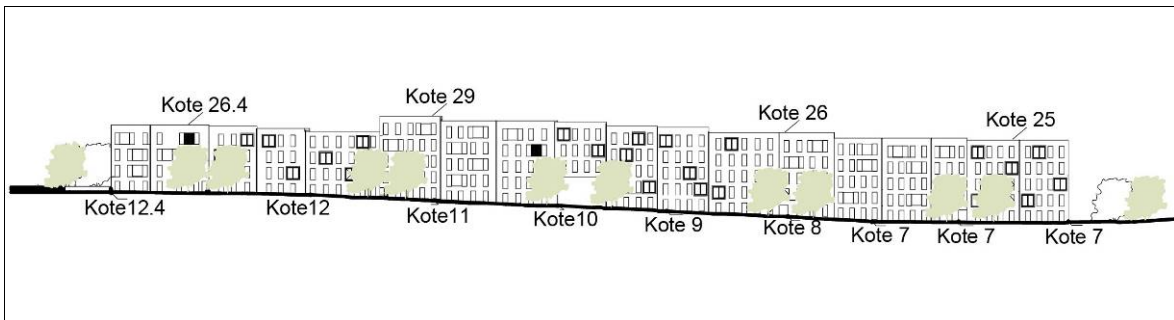 Kote 26.4
Kote 29
Kote 26
Kote 25
Kote12.4
Kote12
Kote11
Kote10
Kote 9
Kote 8
Kote 7
Kote 7
Kote 7